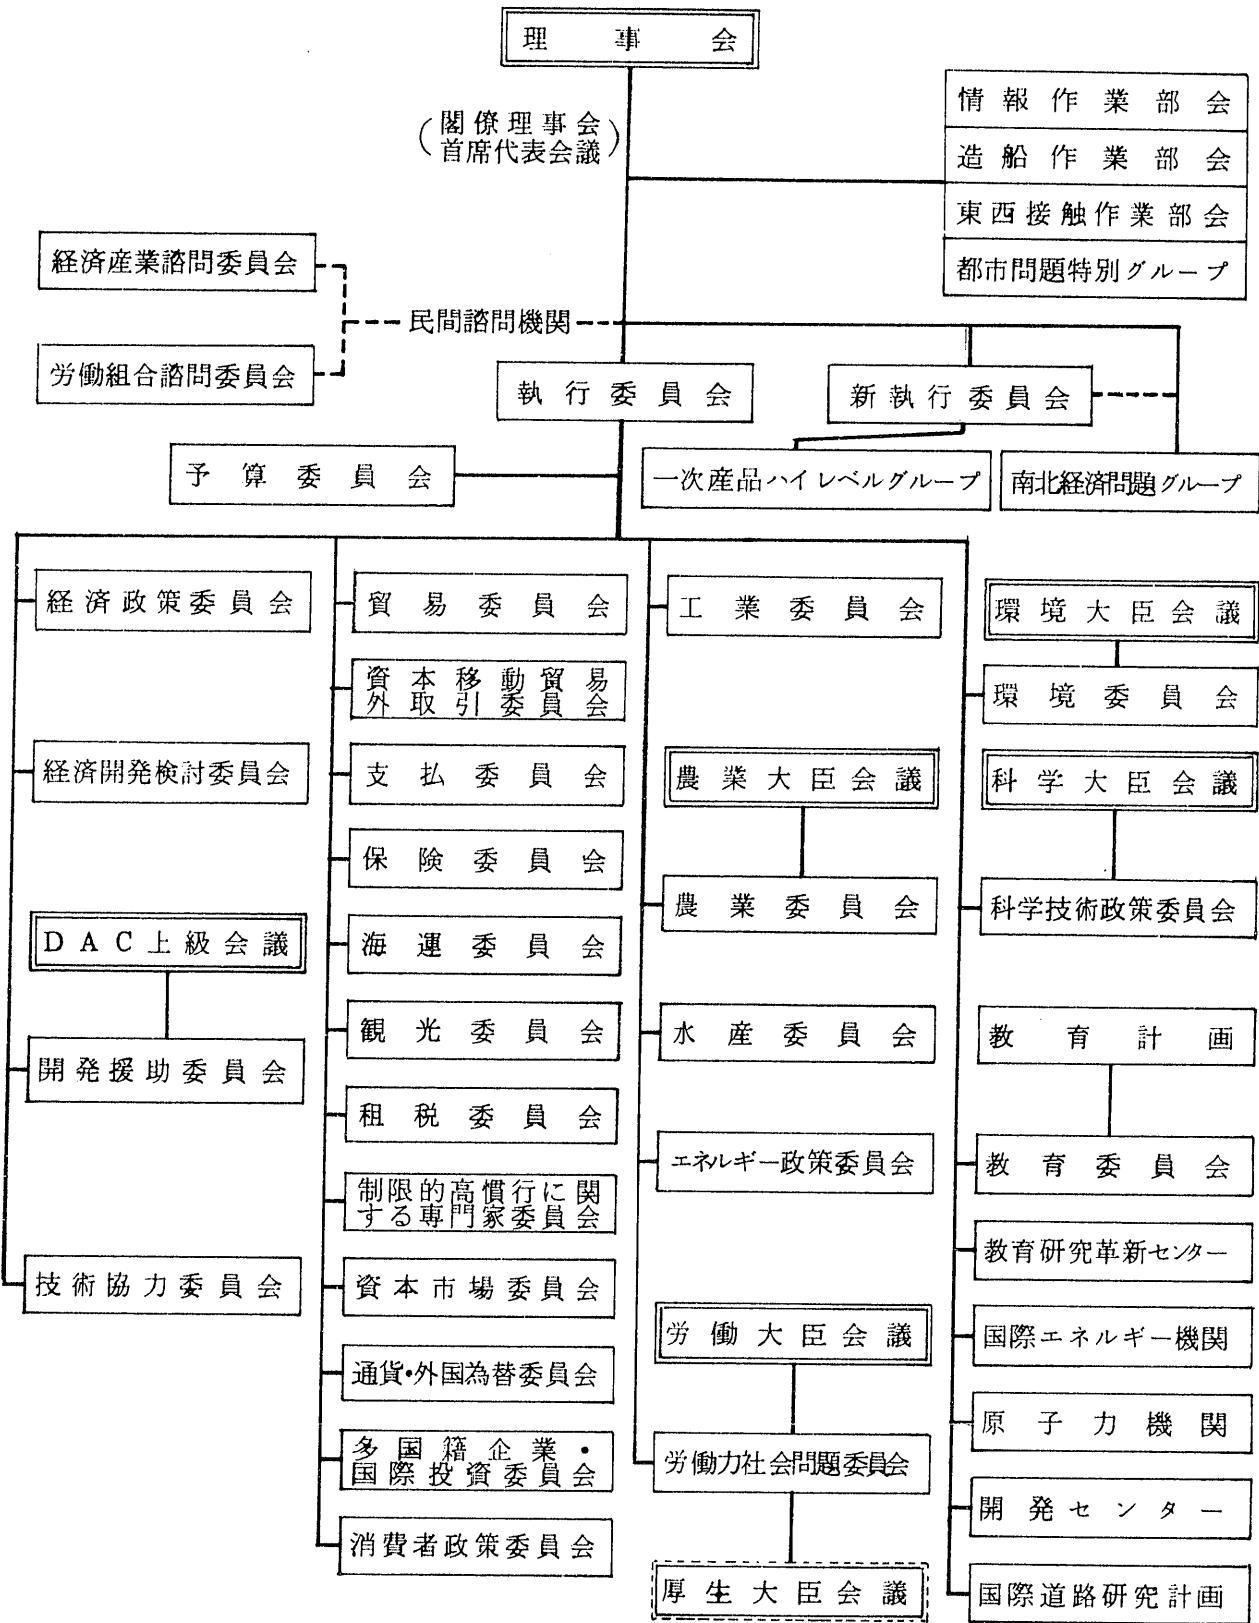 理事会
(閣僚理事会
首席代表会議)
情報作業部会
造船作業部会
東西接触作業部会
都市問題特別グループ
経済産業諮問委員会
民間諮問機関
労働組合諮問委員会
執行委員会
新執行委員会
予算委員会
一次産品ハイレベルグループ
南北経済問題グループ
経済政策委員会
経済開発検討委員会
DAC上級会議
開発援助委員会
技術協力委員会
貿易委員会
資本移動貿易
外取引委員会
支払委員会
保険委員会
海運委員会
観光委員会
租税委員会
制限的高慣行に関
する専門家委員会
資本市場委員会
通貨・外国為替委員会
多国籍企業・
国際投資委員会
消費者政策委員会
工業委員会
農業大臣会議
農業委員会
水産委員会
エネルギー政策委員会
労働大臣会議
労働力社会問題委員会
厚生大臣会議
環境大臣会議
環境委員会
科学大臣会議
科学技術政策委員会
教育計画
教育委員会
教育研究革新センター
国際エネルギー機関
原子力機関
開発センター
国際道路研究計画